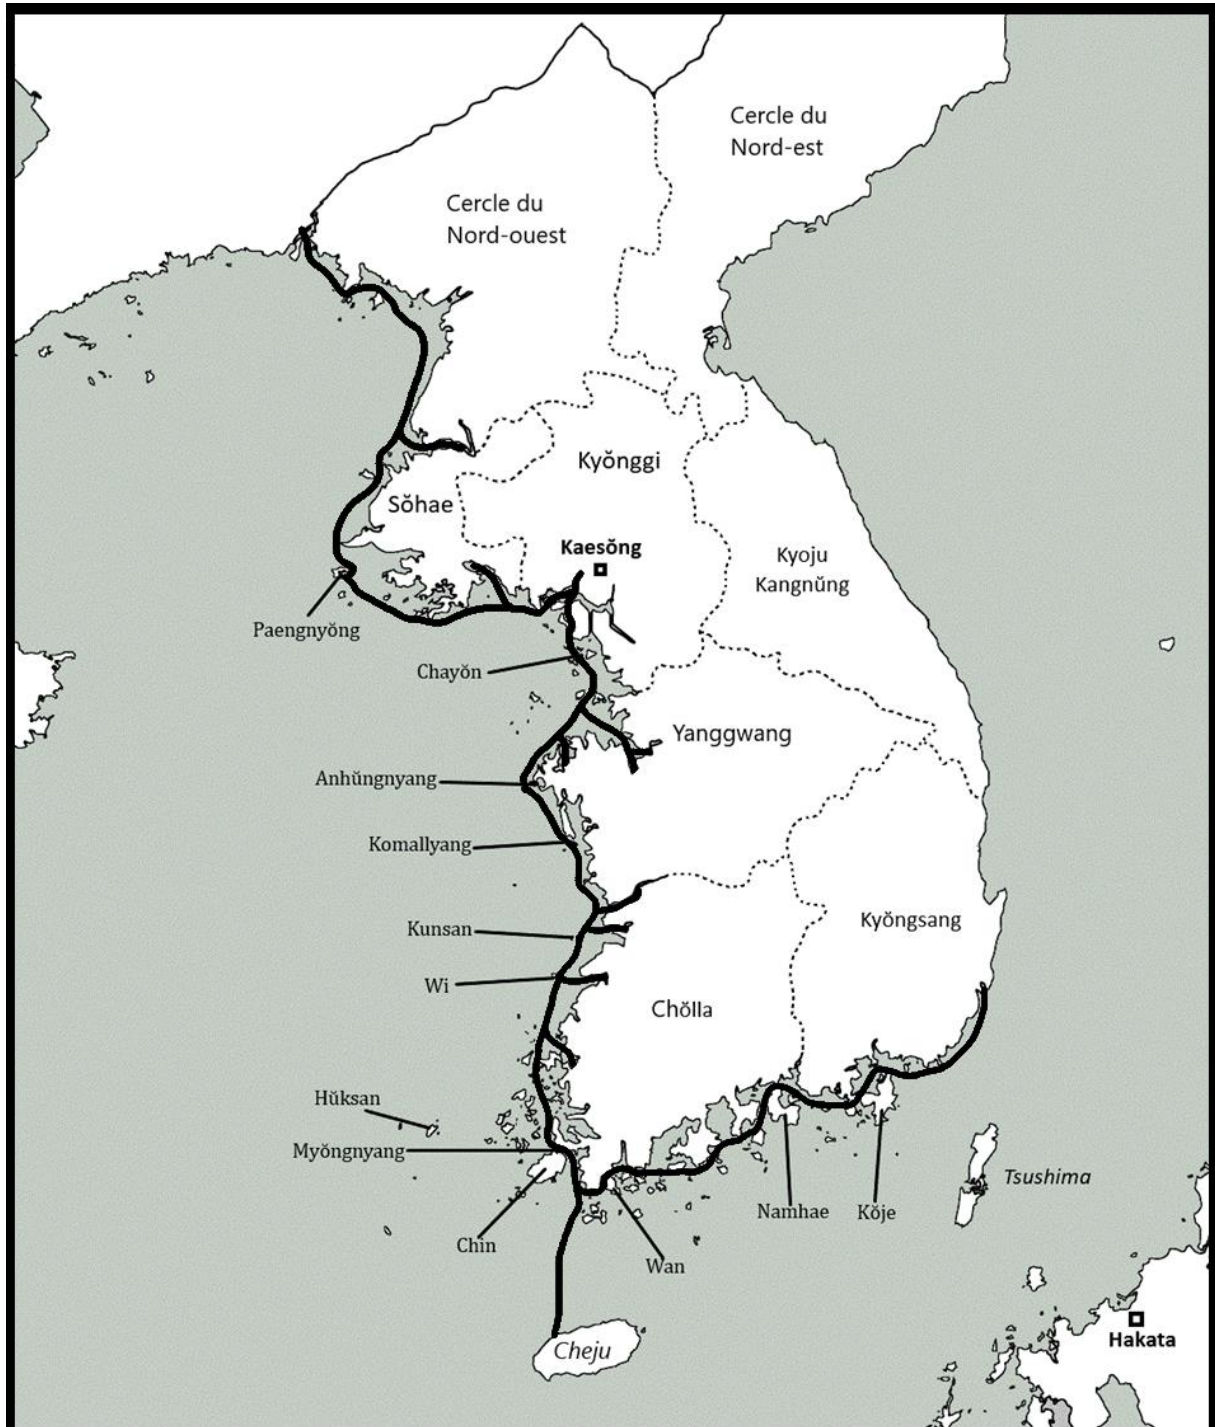 Cercle du
Nord-est
Cercle du
Nord-ouest
Kyŏnggi
Sŏhae
Kaesŏng
Kyoju
Kangnŭng
Paengnyŏng
Chayŏn
Yanggwang
Anhŭngnyang
Komallyang
Kyŏngsang
Kunsan
Wi
Chŏlla
Hŭksan
Myŏngnyang
Tsushima
Namhae
Kŏje
Chin
Wan
Hakata
Cheju